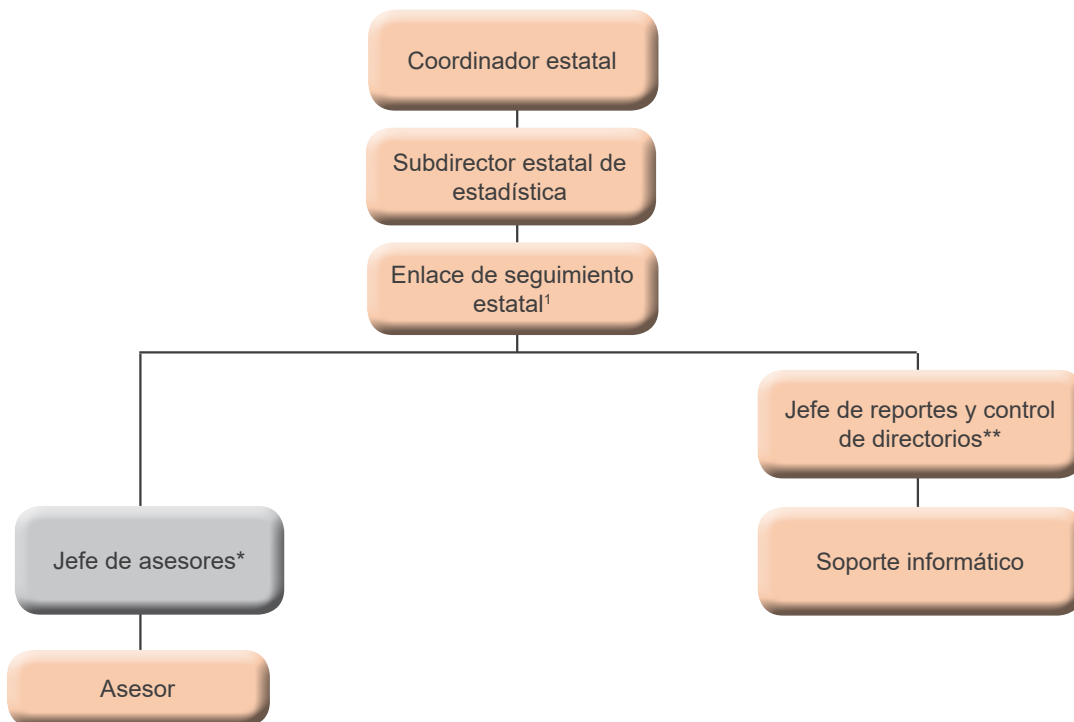 Coordinador estatal
Subdirector estatal de
estadística
Enlace de seguimiento
estatal¹
Jefe de reportes y control
de directorios**
Jefe de asesores*
Soporte informático
Asesor